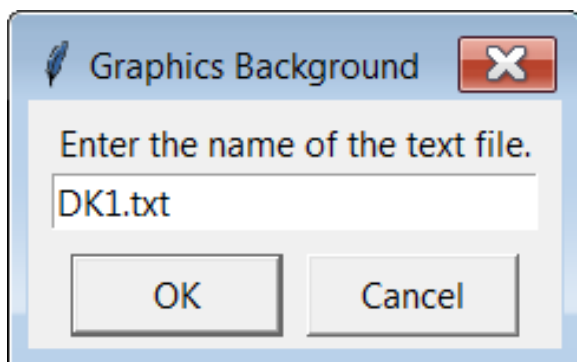 Graphics Background
Enter the name of the text file.
DK1.txt
OK
Cancel